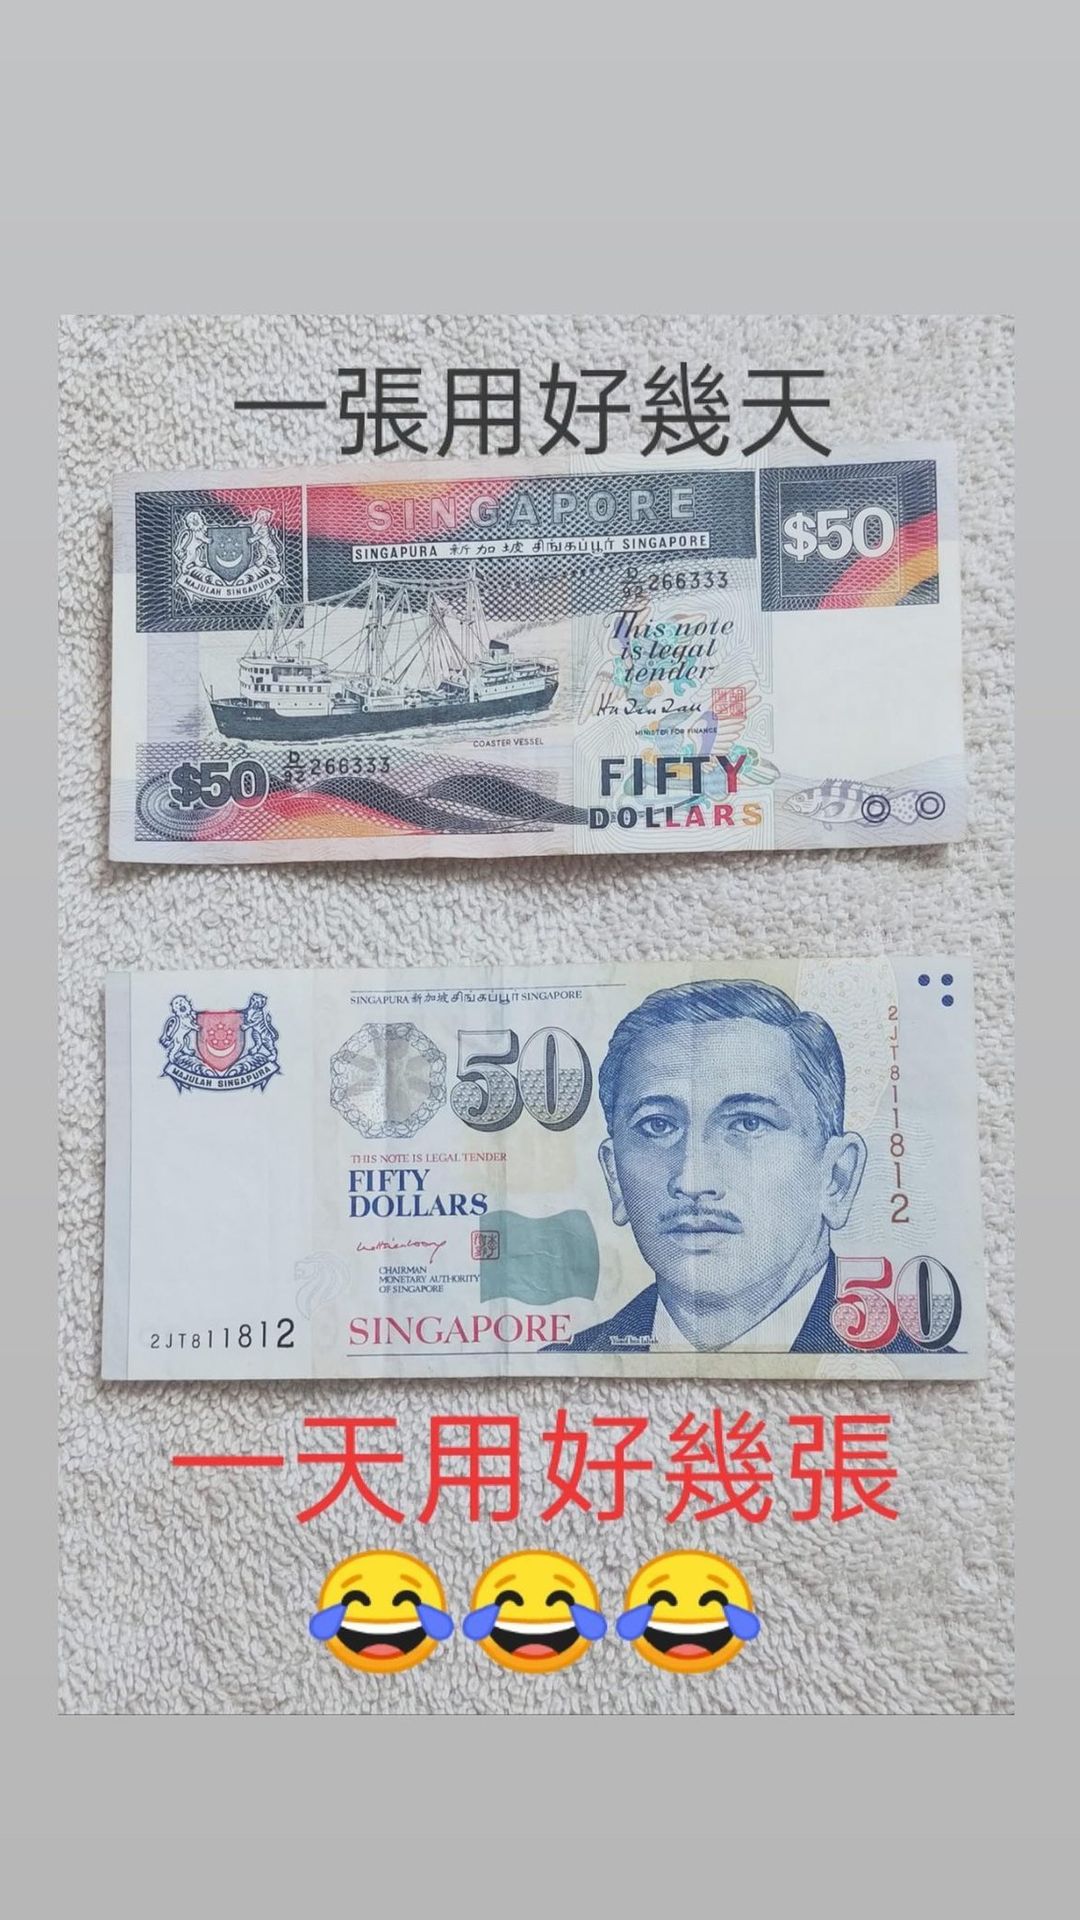 一張用好幾天
SINGAPORE
$50
SINGAPURA 新加坡 சிங்கப்பூர் SINGAPORE
MAJULAH SINGAPURA
D/92 266333
This note
is legal
tender
MINISTER FOR FINANCE
COASTER VESSEL
D/92 266333
$50
FIFTY
DOLLARS
SINGAPURA 新加坡 சிங்கப்பூர் SINGAPORE
MAJULAH SINGAPURA
50
2JT811812
THIS NOTE IS LEGAL TENDER
FIFTY
DOLLARS
CHAIRMAN
MONETARY AUTHORITY
OF SINGAPORE
50
2JT811812
SINGAPORE
一天用好幾張
😂😂😂